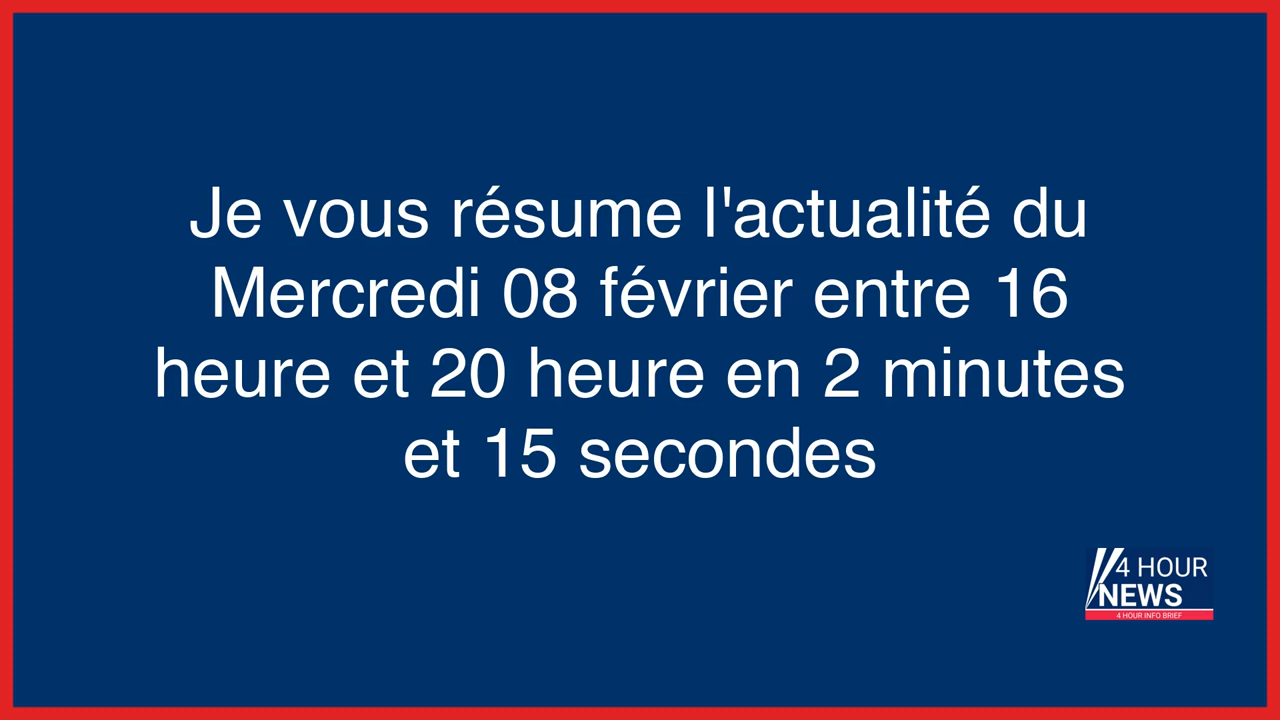 Je vous résume l'actualité du
Mercredi 08 février entre 16
heure et 20 heure en 2 minutes
et 15 secondes
4 HOUR
NEWS
4 HOUR INFO BRIEF